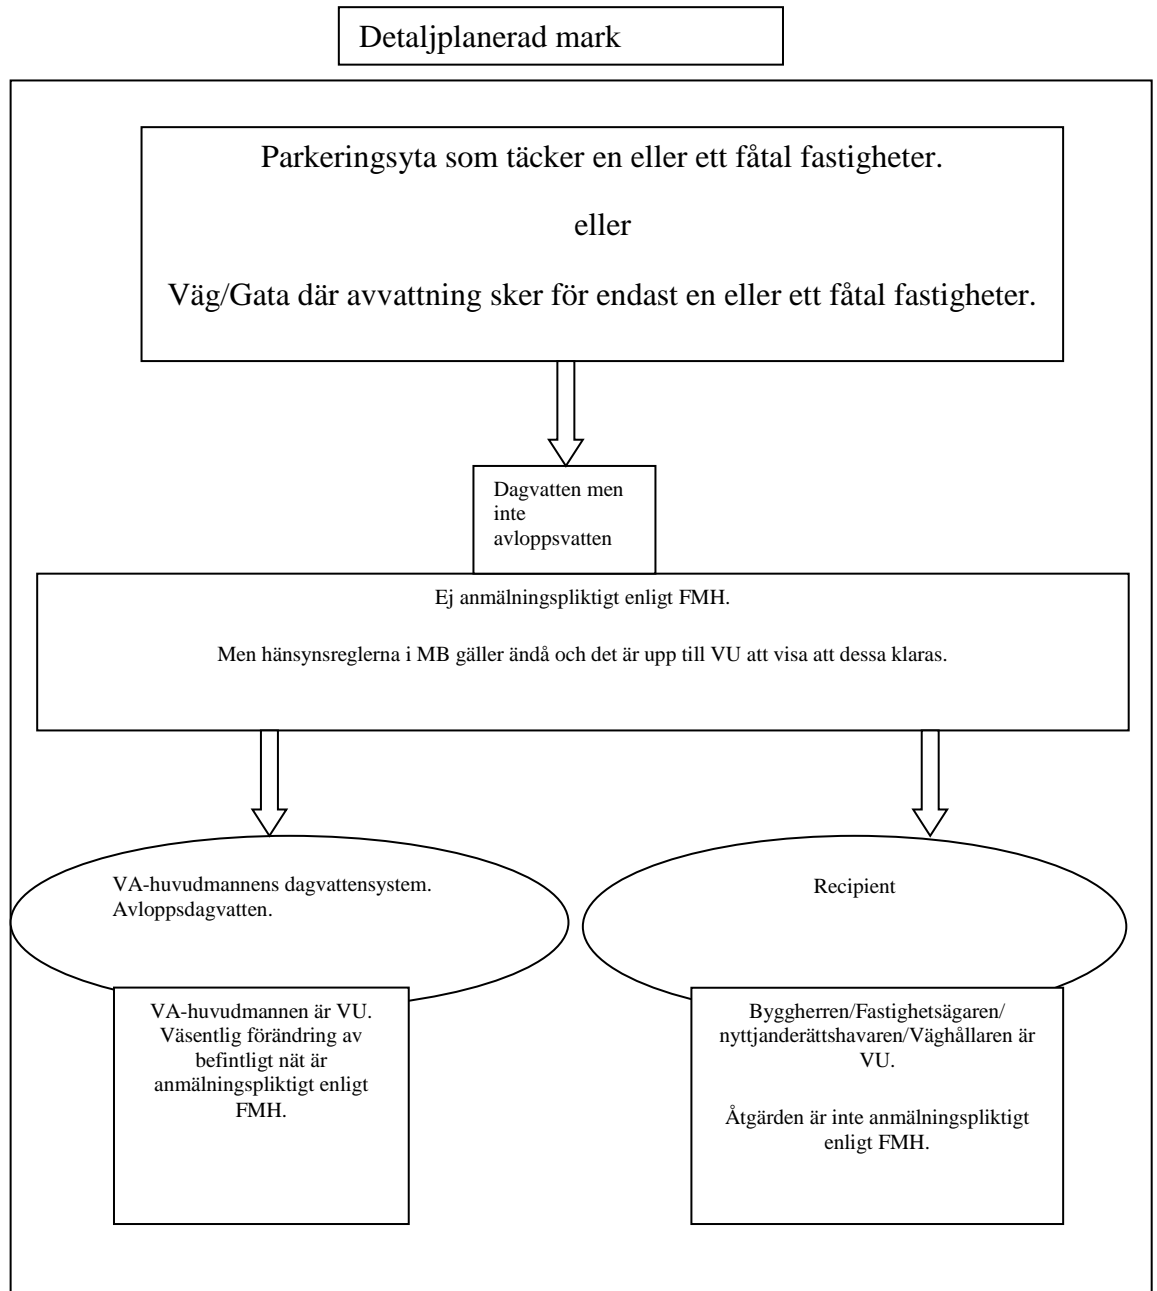 Detaljplanerad mark
Parkeringsyta som täcker en eller ett fåtal fastigheter.
eller
Väg/Gata där avvattning sker för endast en eller ett fåtal fastigheter.
Dagvatten men
inte
avloppsvatten
Ej anmälningspliktigt enligt FMH.
Men hänsynsreglerna i MB gäller ändå och det är upp till VU att visa att dessa klaras.
VA-huvudmannens dagvattensystem.
Avloppsdagvatten.
Recipient
VA-huvudmannen är VU.
Väsentlig förändring av
befintligt nät är
anmälningspliktigt enligt
FMH.
Byggherren/Fastighetsägaren/
nyttjanderättshavaren/Väghållaren är
VU.
Åtgärden är inte anmälningspliktigt
enligt FMH.